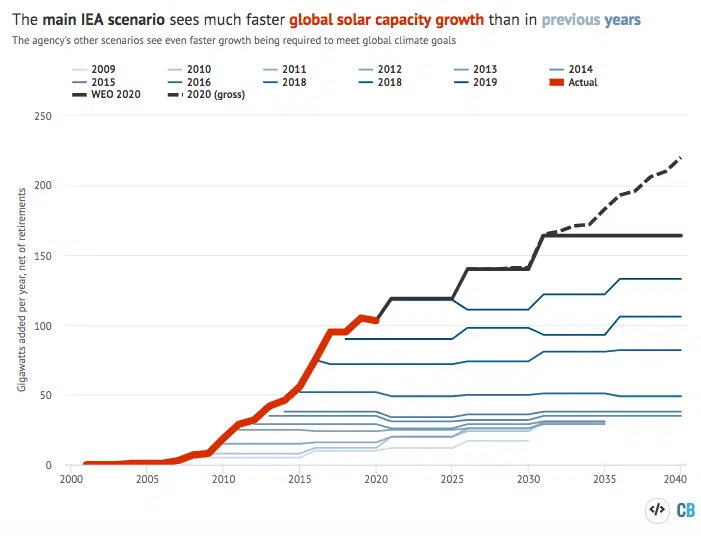 The main IEA scenario sees much faster global solar capacity growth than in previous years
The agency's other scenarios see even faster growth being required to meet global climate goals
2009 2010 2011 2012 2013 2014
2015 2016 2018 2018 2019 Actual
WEO 2020 2020 (gross)
Gigawatts added per year, net of retirements
250
200
150
100
50
0
2000 2005 2010 2015 2020 2025 2030 2035 2040
</> CB